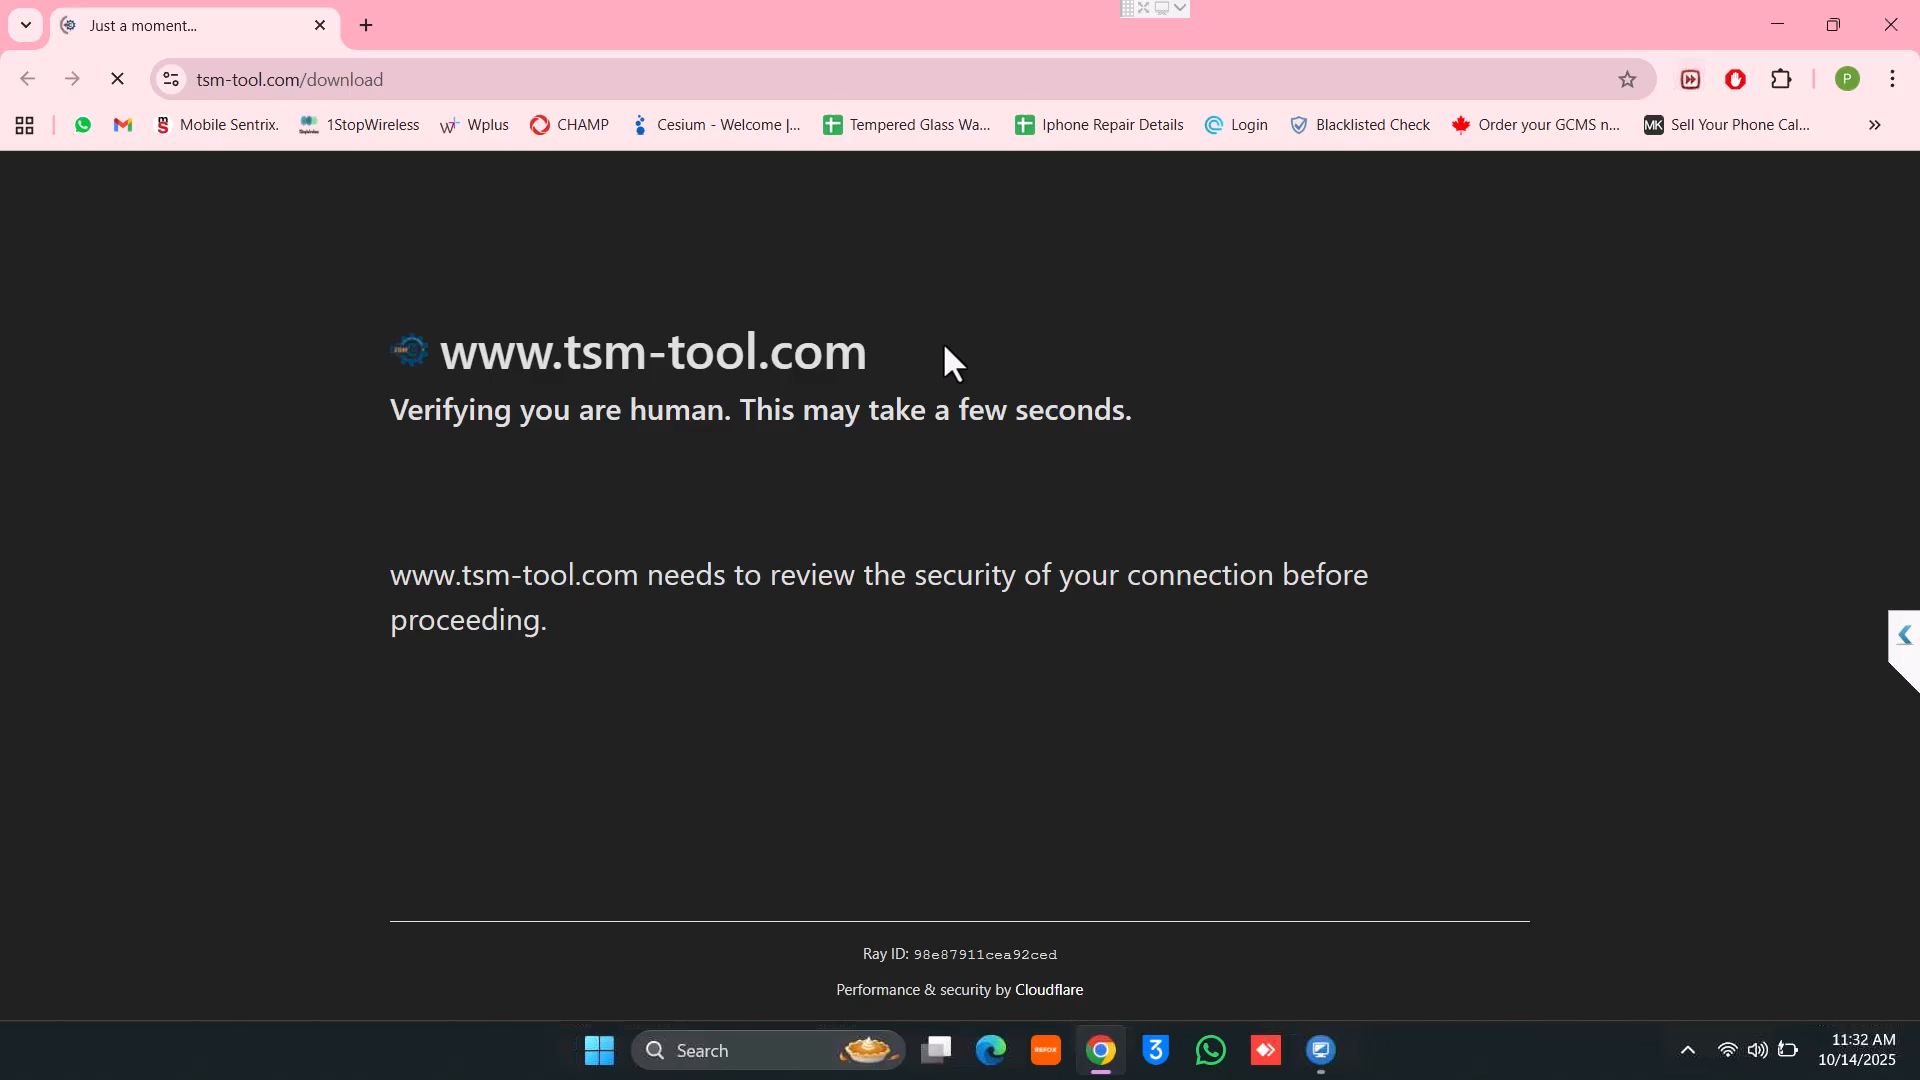 Just a moment...
tsm-tool.com/download
P
Mobile Sentrix.
1StopWireless
Wplus
CHAMP
Cesium - Welcome |...
Tempered Glass Wa...
Iphone Repair Details
Login
Blacklisted Check
Order your GCMS n...
MK
Sell Your Phone Cal...
www.tsm-tool.com
Verifying you are human. This may take a few seconds.
www.tsm-tool.com needs to review the security of your connection before
proceeding.
Ray ID: 98e87911cea92ced
Performance & security by Cloudflare
Search
REFOX
3
11:32 AM
10/14/2025